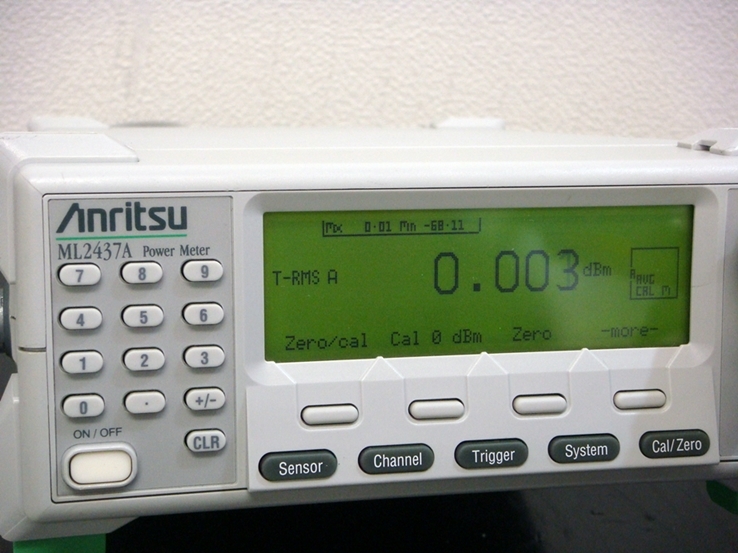 Anritsu
ML2437A Power Meter
7 8 9
4 5 6
1 2 3
0 . +/-
ON / OFF
CLR
Mx 0.01 Min -68.11
T-RMS A 0.003 dBm
A AVG
CAL M
Zero/cal Cal 0 dBm Zero -more-
Sensor Channel Trigger System Cal/Zero